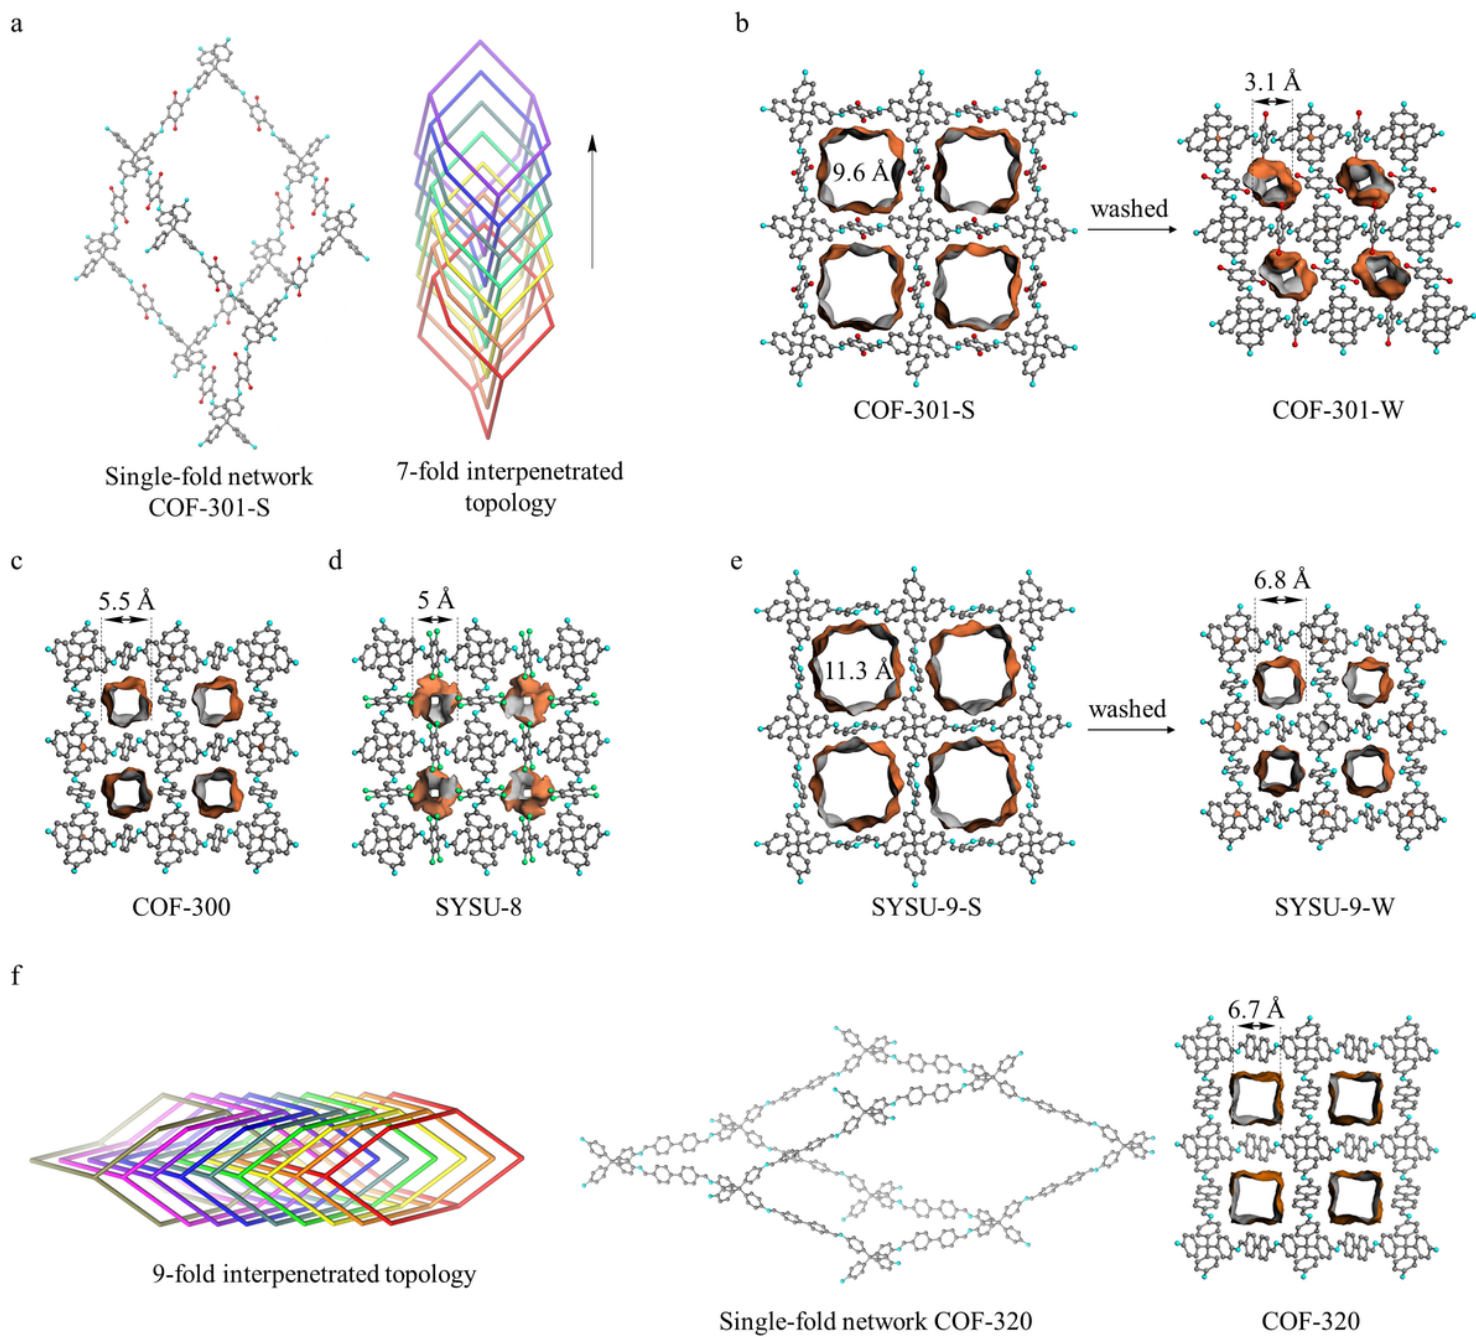 a
b
3.1 Å
9.6 Å
washed
COF-301-S
COF-301-W
Single-fold network
COF-301-S
7-fold interpenetrated
topology
c
d
e
5.5 Å
5 Å
6.8 Å
11.3 Å
washed
COF-300
SYSU-8
SYSU-9-S
SYSU-9-W
f
6.7 Å
9-fold interpenetrated topology
Single-fold network COF-320
COF-320